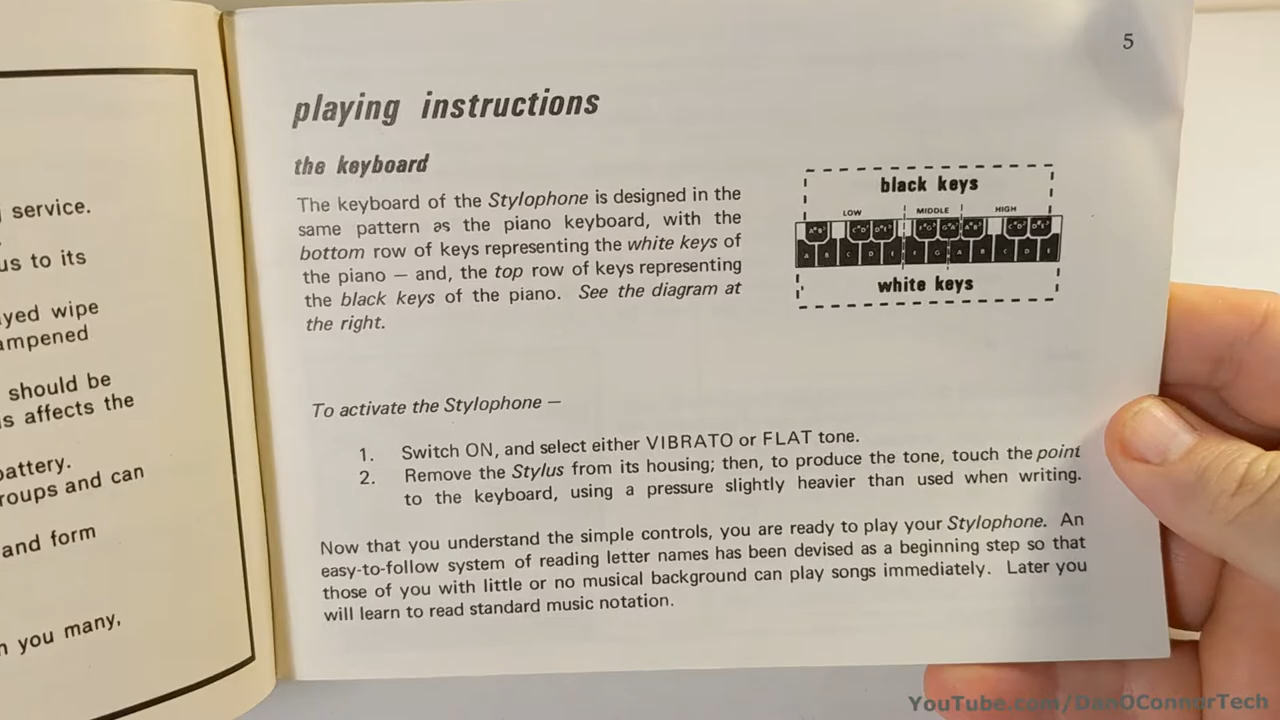 service.
us to its
ayed wipe
ampened
should be
is affects the
battery.
roups and can
and form
you many,
5
playing instructions
the keyboard
The keyboard of the Stylophone is designed in the
same pattern as the piano keyboard, with the
bottom row of keys representing the white keys of
the piano — and, the top row of keys representing
the black keys of the piano. See the diagram at
the right.
black keys
LOW MIDDLE HIGH
A# B♭ C# D♭ D# E♭ F# G♭ G# A♭ A# B♭ C# D♭ D# E♭
A B C D E F G A B C D E
white keys
To activate the Stylophone —
1. Switch ON, and select either VIBRATO or FLAT tone.
2. Remove the Stylus from its housing; then, to produce the tone, touch the point
to the keyboard, using a pressure slightly heavier than used when writing.
Now that you understand the simple controls, you are ready to play your Stylophone. An
easy-to-follow system of reading letter names has been devised as a beginning step so that
those of you with little or no musical background can play songs immediately. Later you
will learn to read standard music notation.
YouTube.com/DanOConnorTech